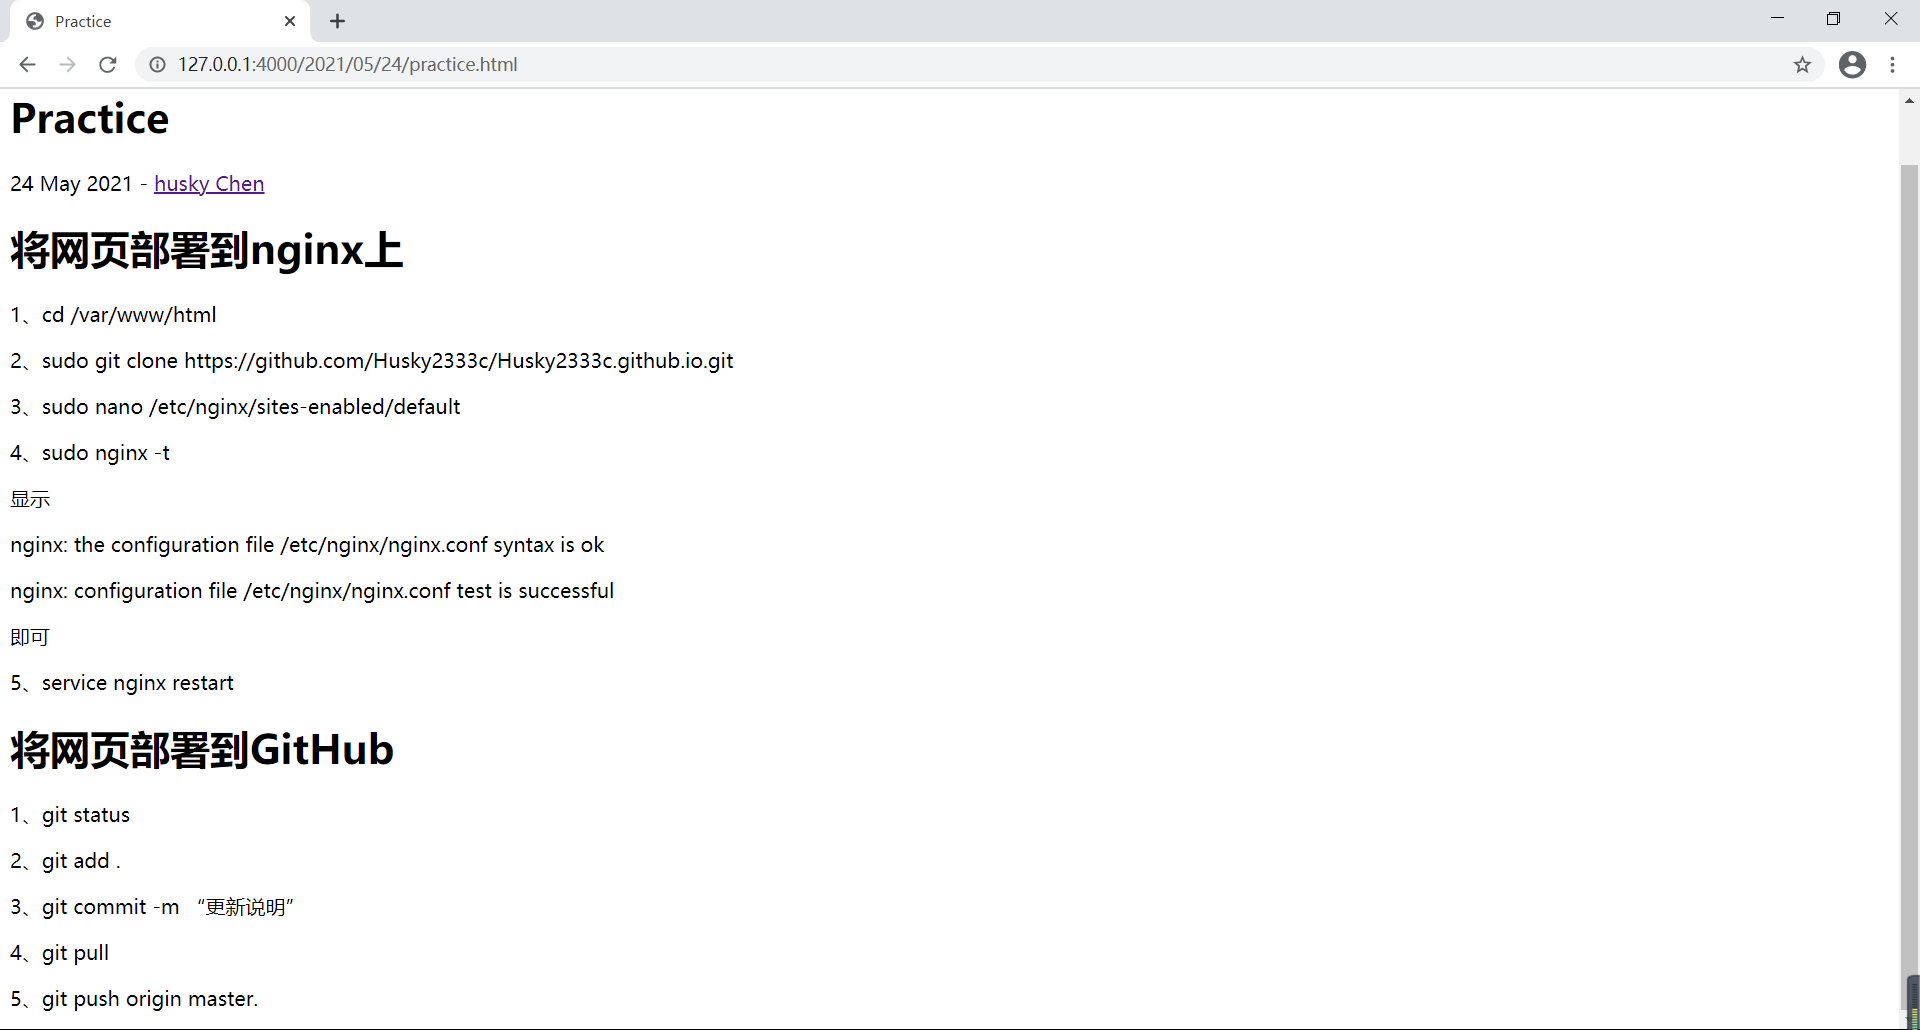 Practice
127.0.0.1:4000/2021/05/24/practice.html
Practice
24 May 2021 - husky Chen
将网页部署到nginx上
1、cd /var/www/html
2、sudo git clone https://github.com/Husky2333c/Husky2333c.github.io.git
3、sudo nano /etc/nginx/sites-enabled/default
4、sudo nginx -t
显示
nginx: the configuration file /etc/nginx/nginx.conf syntax is ok
nginx: configuration file /etc/nginx/nginx.conf test is successful
即可
5、service nginx restart
将网页部署到GitHub
1、git status
2、git add .
3、git commit -m “更新说明”
4、git pull
5、git push origin master.